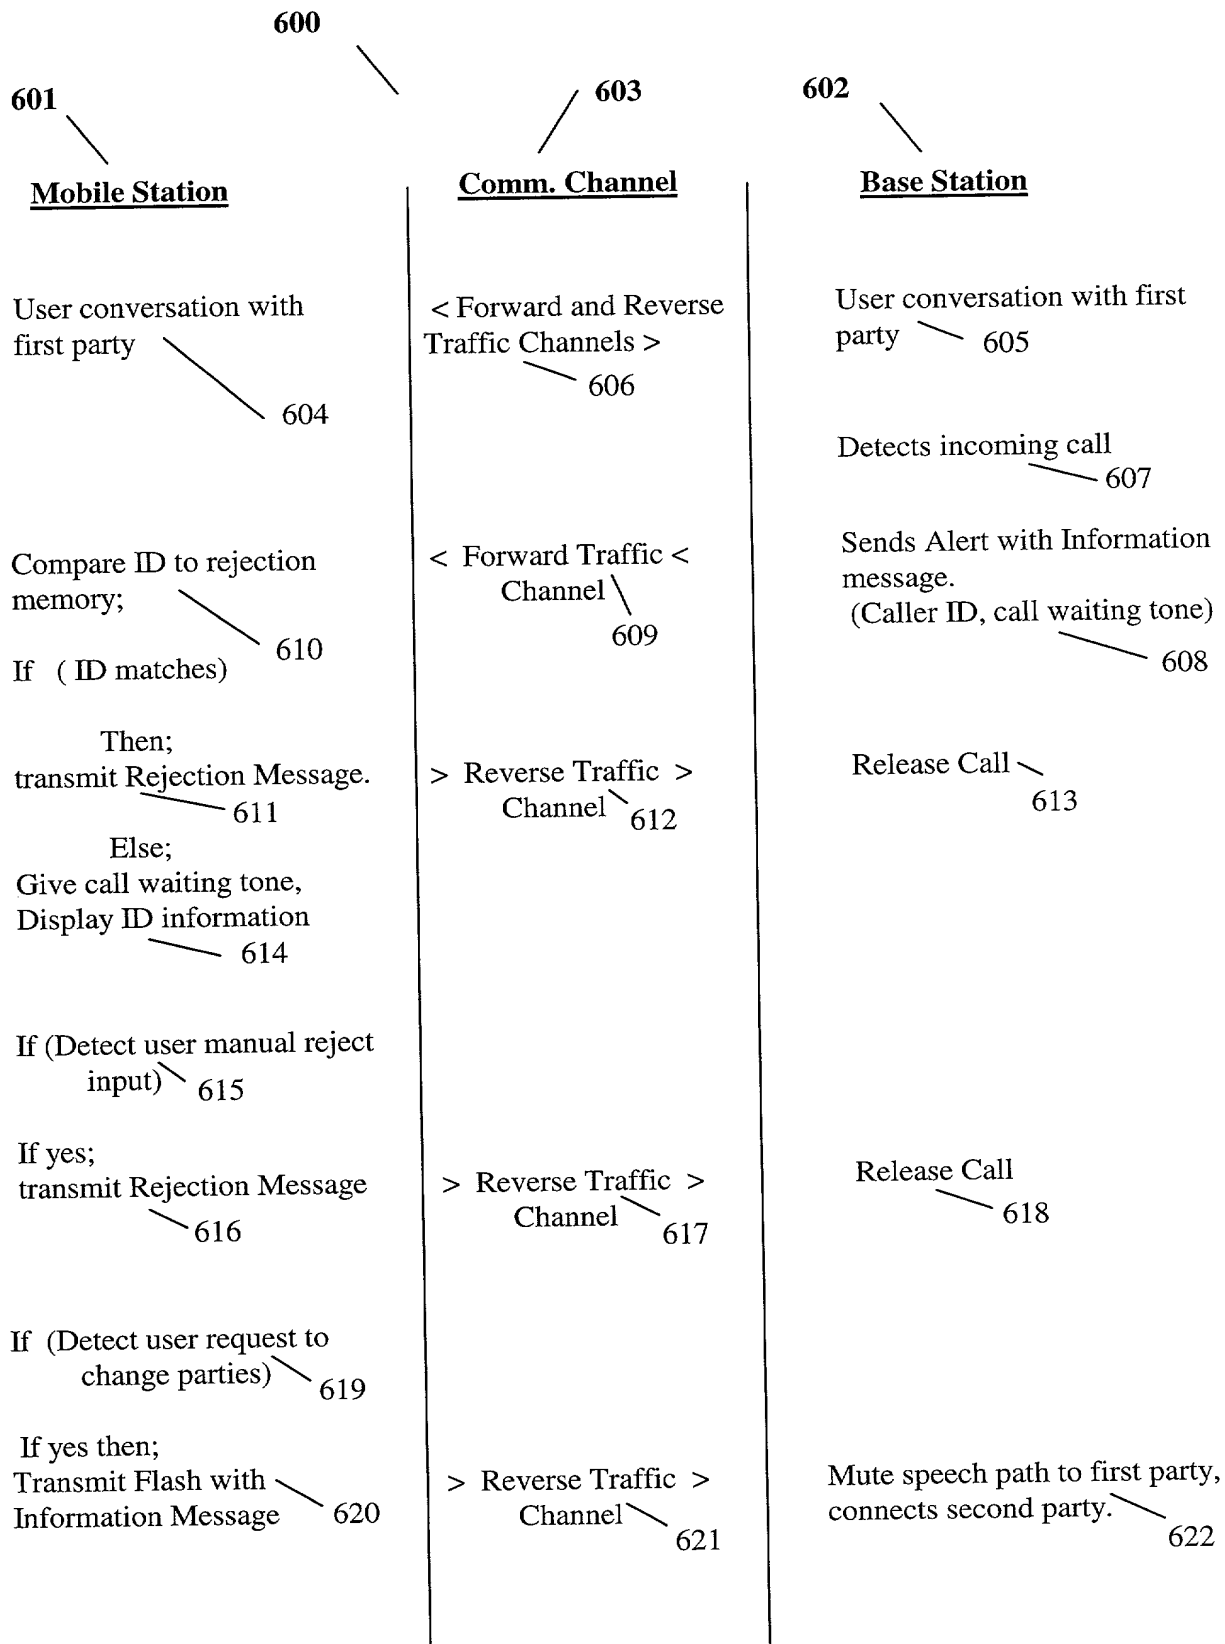 600
601
603
602
Mobile Station
Comm. Channel
Base Station
User conversation with
first party
604
< Forward and Reverse
Traffic Channels >
606
User conversation with first
party
605
Detects incoming call
607
Sends Alert with Information
message.
(Caller ID, call waiting tone)
608
< Forward Traffic <
Channel
609
Compare ID to rejection
memory;
610
If ( ID matches)
Then;
transmit Rejection Message.
611
> Reverse Traffic >
Channel
612
Release Call
613
Else;
Give call waiting tone,
Display ID information
614
If (Detect user manual reject
input)
615
If yes;
transmit Rejection Message
616
> Reverse Traffic >
Channel
617
Release Call
618
If (Detect user request to
change parties)
619
If yes then;
Transmit Flash with
Information Message
620
> Reverse Traffic >
Channel
621
Mute speech path to first party,
connects second party.
622